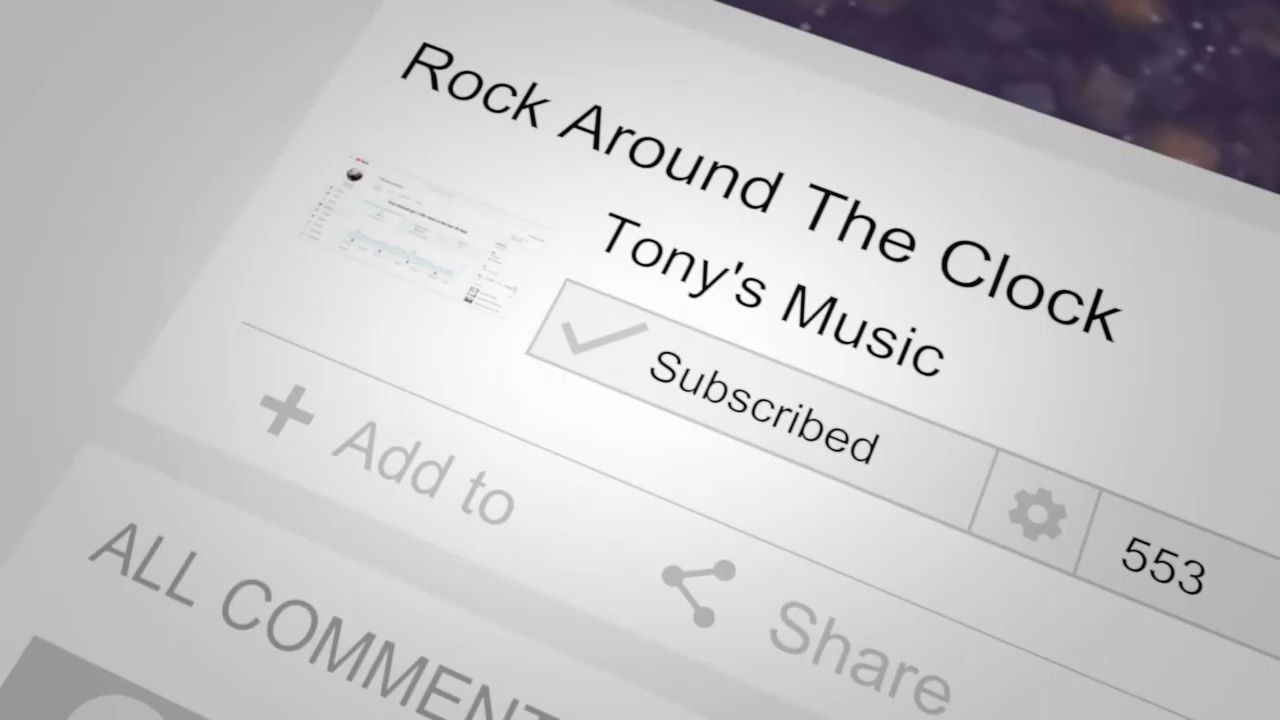 Rock Around The Clock
Tony's Music
Subscribed
553
Add to
Share
ALL COMMENT